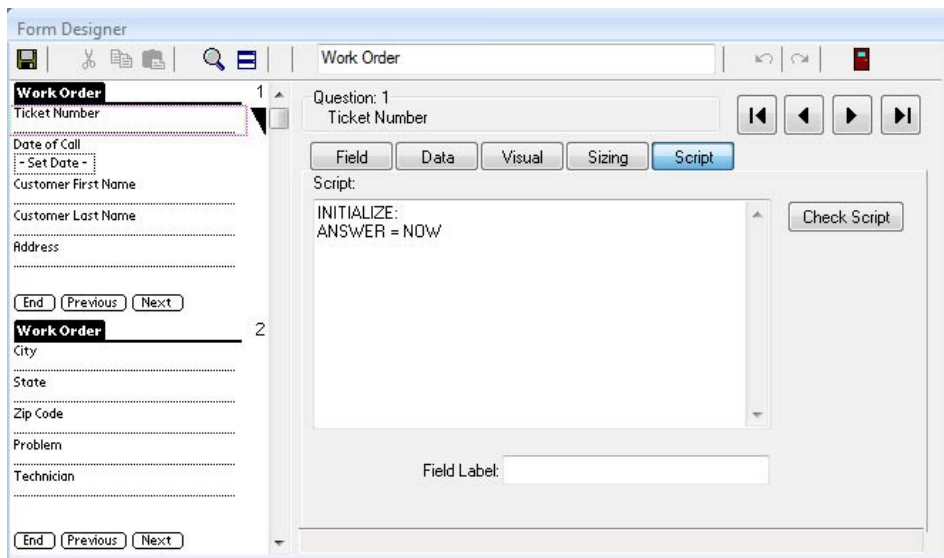 Form Designer
Work Order
Work Order 1
Ticket Number
Date of Call
- Set Date -
Customer First Name
Customer Last Name
Address
End Previous Next
Work Order 2
City
State
Zip Code
Problem
Technician
End Previous Next
Question: 1
Ticket Number
Field Data Visual Sizing Script
Script:
INITIALIZE:
ANSWER = NOW
Check Script
Field Label: